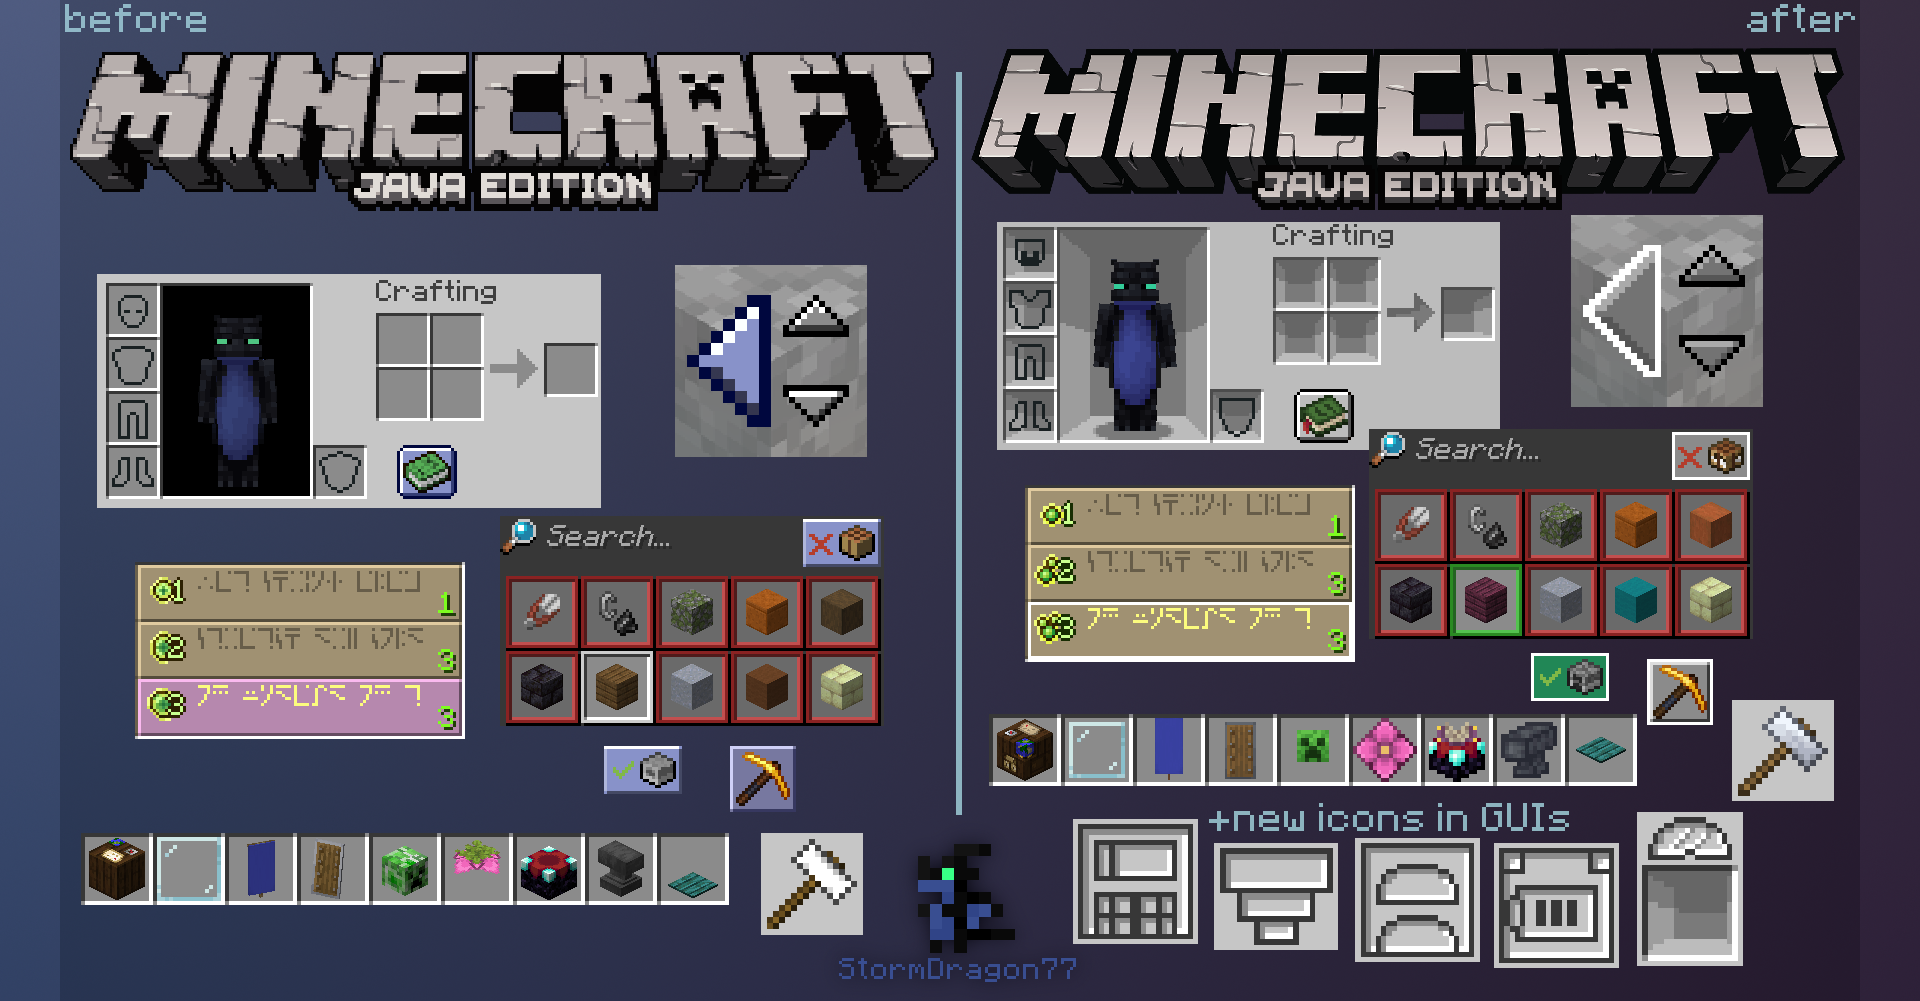 before
after
MINECRAFT
JAVA EDITION
MINECRAFT
JAVA EDITION
Crafting
Crafting
Search...
Search...
1
1
2
3
3
3
1
1
2
3
3
3
+new icons in GUIs
StormDragon77